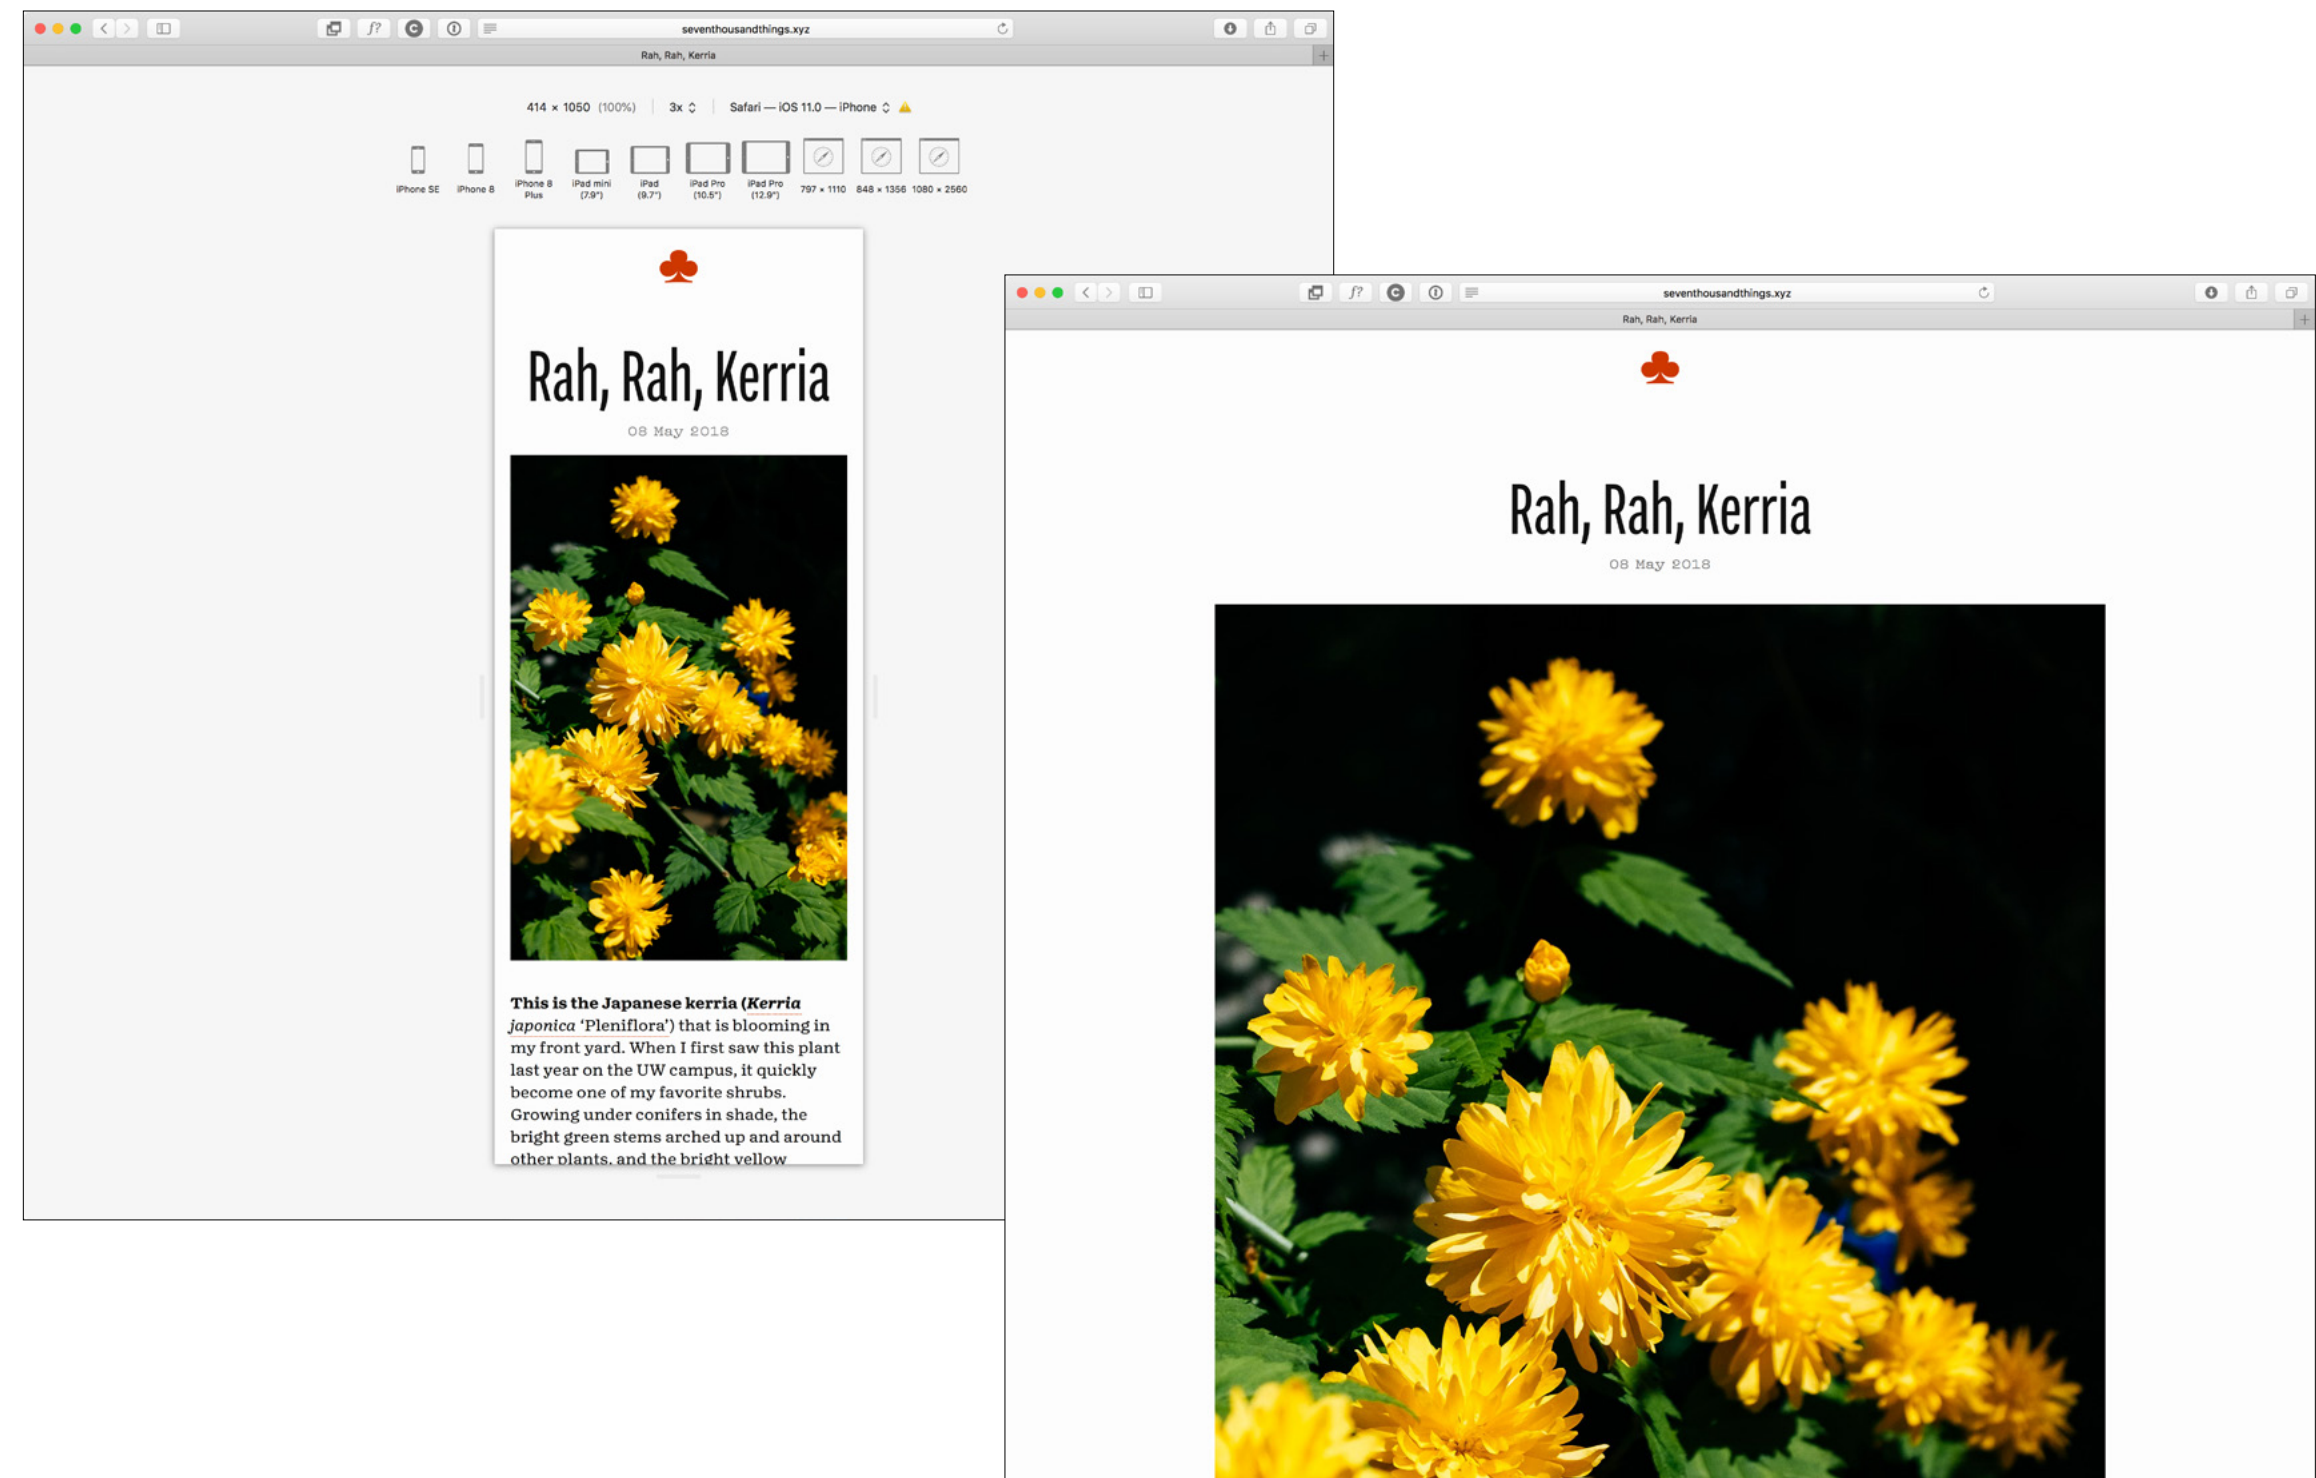 seventhousandthings.xyz
Rah, Rah, Kerria
414 × 1050 (100%) 3x Safari — iOS 11.0 — iPhone
iPhone SE
iPhone 8
iPhone 8
Plus
iPad mini
(7.9")
iPad
(9.7")
iPad Pro
(10.5")
iPad Pro
(12.9")
797 × 1110
848 × 1356
1080 × 2560
Rah, Rah, Kerria
08 May 2018
This is the Japanese kerria (Kerria
japonica ‘Pleniflora’) that is blooming in
my front yard. When I first saw this plant
last year on the UW campus, it quickly
become one of my favorite shrubs.
Growing under conifers in shade, the
bright green stems arched up and around
other plants, and the bright yellow
f?
seventhousandthings.xyz
f?
Rah, Rah, Kerria
Rah, Rah, Kerria
08 May 2018